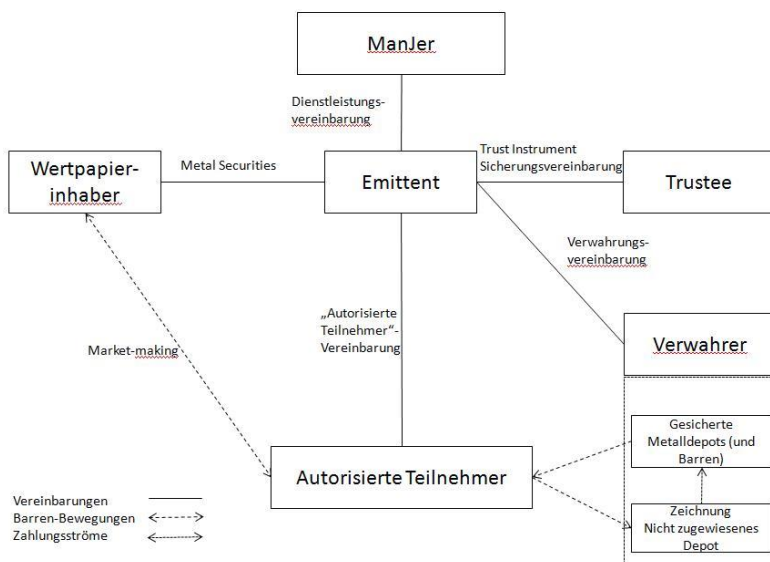 ManJer
Dienstleistungs-
vereinbarung
Wertpapier-
inhaber
Metal Securities
Emittent
Trust Instrument
Sicherungsvereinbarung
Trustee
Verwahrungs-
vereinbarung
„Autorisierte
Teilnehmer“-
Vereinbarung
Market-making
Verwahrer
Gesicherte
Metalldepots (und
Barren)
Autorisierte Teilnehmer
Zeichnung
Nicht zugewiesenes
Depot
Vereinbarungen
Barren-Bewegungen
Zahlungsströme